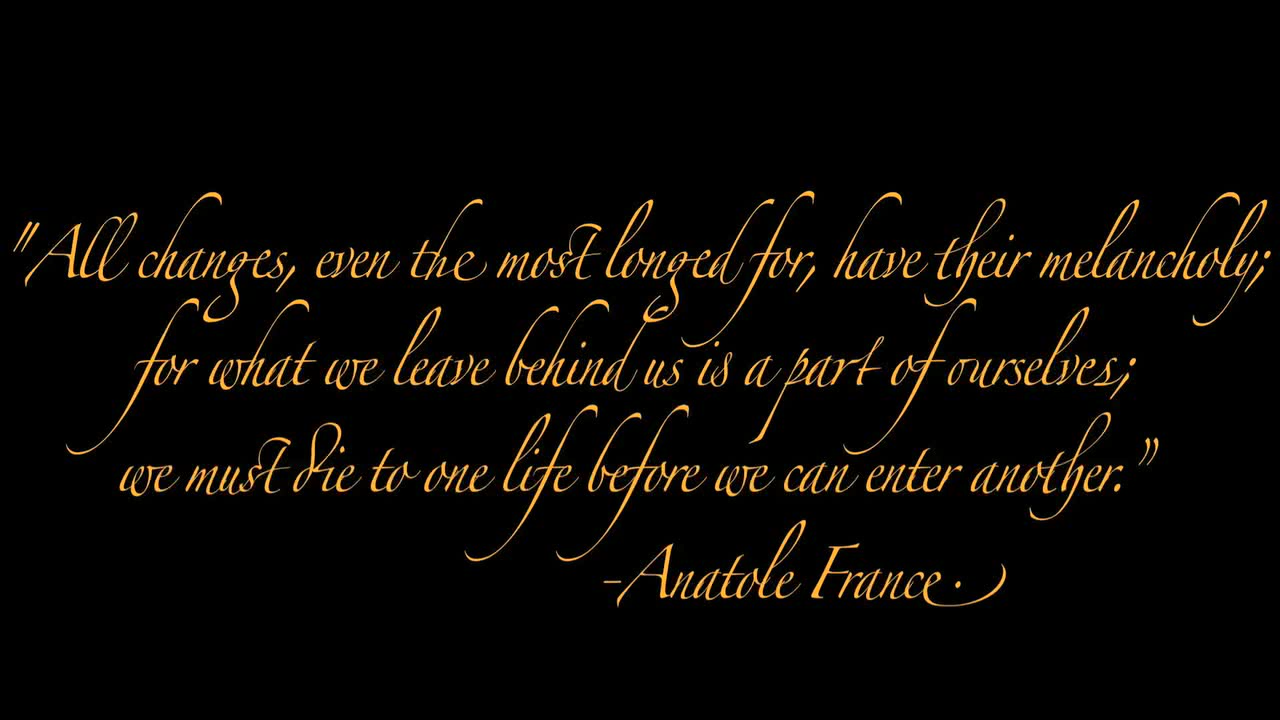 "All changes, even the most longed for, have their melancholy;
for what we leave behind us is a part of ourselves;
we must die to one life before we can enter another."
-Anatole France.